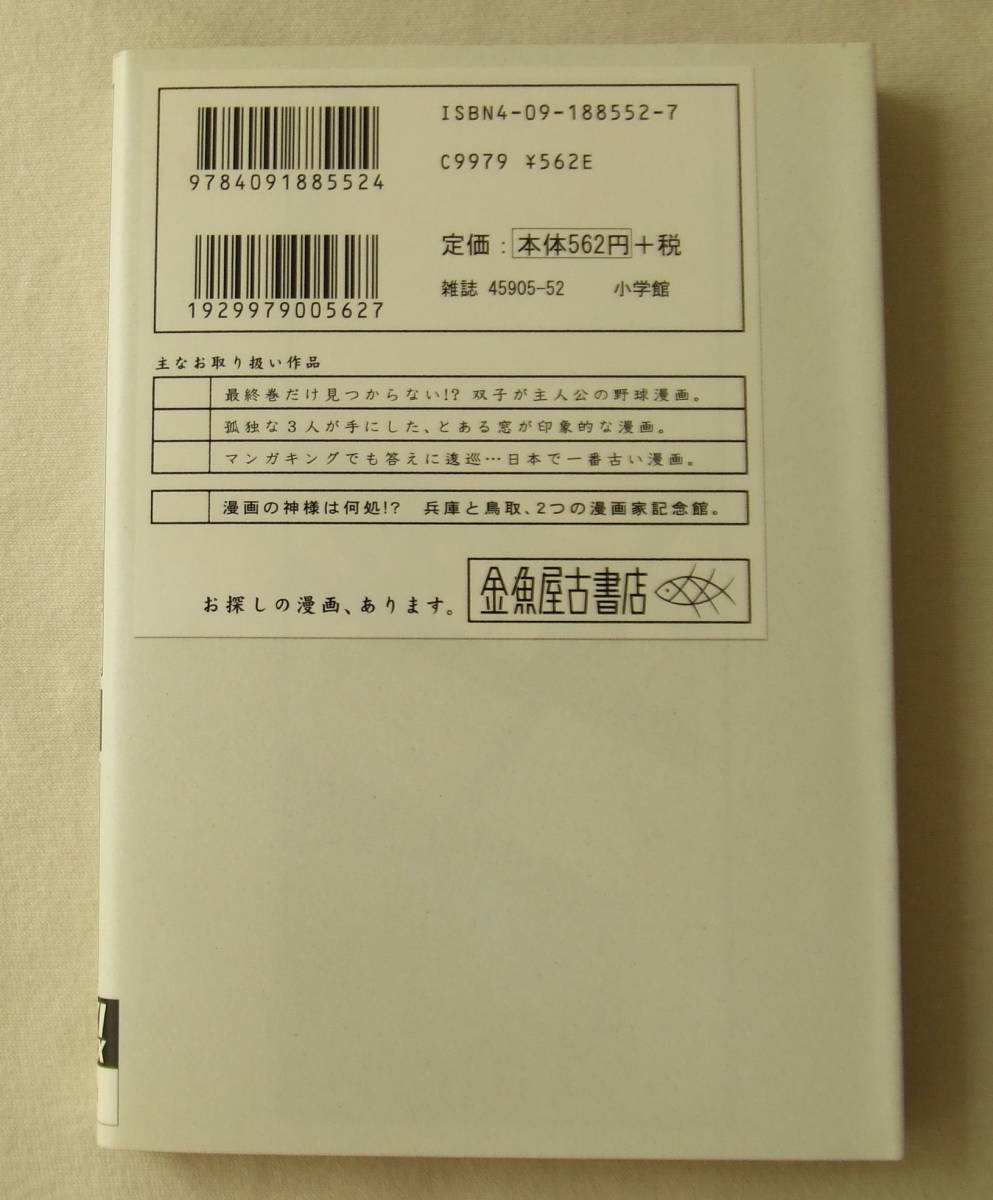 ISBN4-09-188552-7
9784091885524
C9979 ¥562E
定価：本体562円+税
1929979005627
雑誌 45905-52 小学館
主なお取り扱い作品
最終巻だけ見つからない!? 双子が主人公の野球漫画。
孤独な3人が手にした、とある窓が印象的な漫画。
マンガキングでも答えに逡巡…日本で一番古い漫画。
漫画の神様は何処!? 兵庫と鳥取、2つの漫画家記念館。
お探しの漫画、あります。
金魚屋古書店